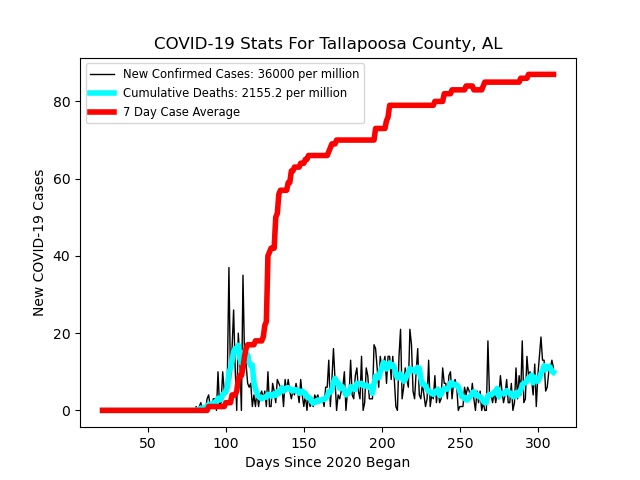 COVID-19 Stats For Tallapoosa County, AL
New Confirmed Cases: 36000 per million
Cumulative Deaths: 2155.2 per million
7 Day Case Average
New COVID-19 Cases
80
60
40
20
0
50 100 150 200 250 300
Days Since 2020 Began